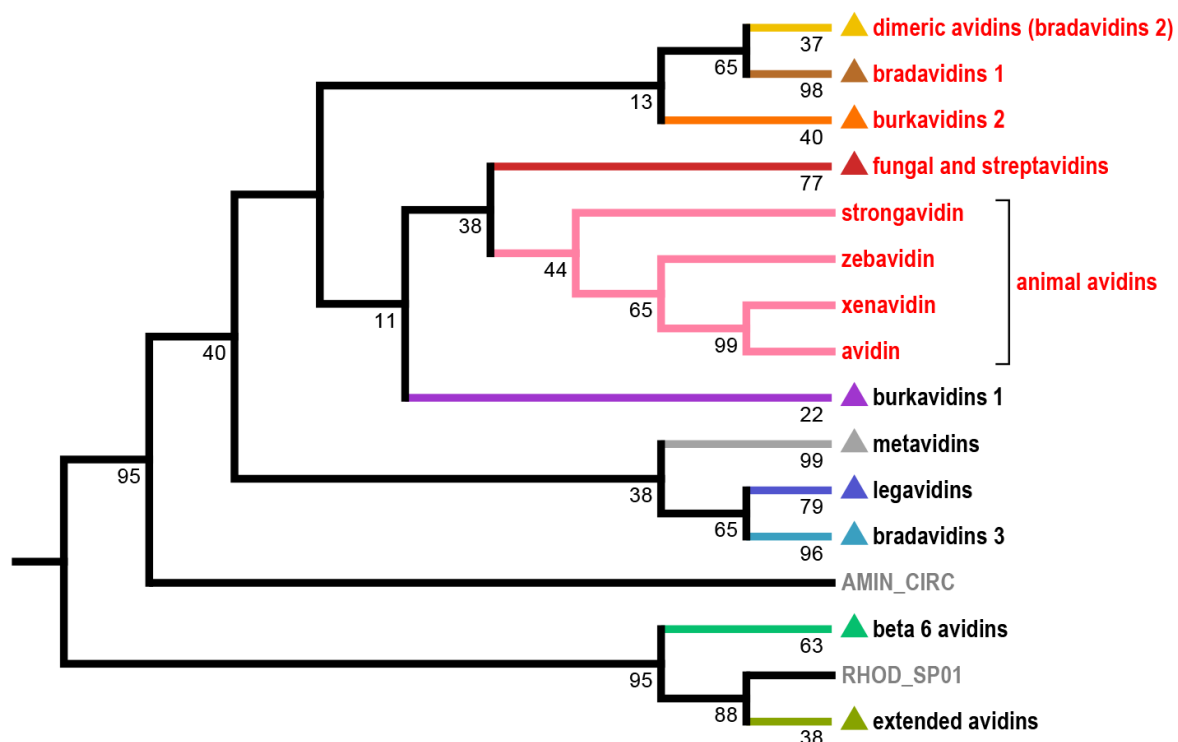 dimeric avidins (bradavidins 2)
37
65
bradavidins 1
98
13
burkavidins 2
40
fungal and streptavidins
77
38
strongavidin
44
zebavidin
animal avidins
65
xenavidin
11
99
avidin
40
burkavidins 1
22
metavidins
99
95
38
legavidins
79
65
bradavidins 3
96
AMIN_CIRC
beta 6 avidins
63
95
RHOD_SP01
88
extended avidins
38